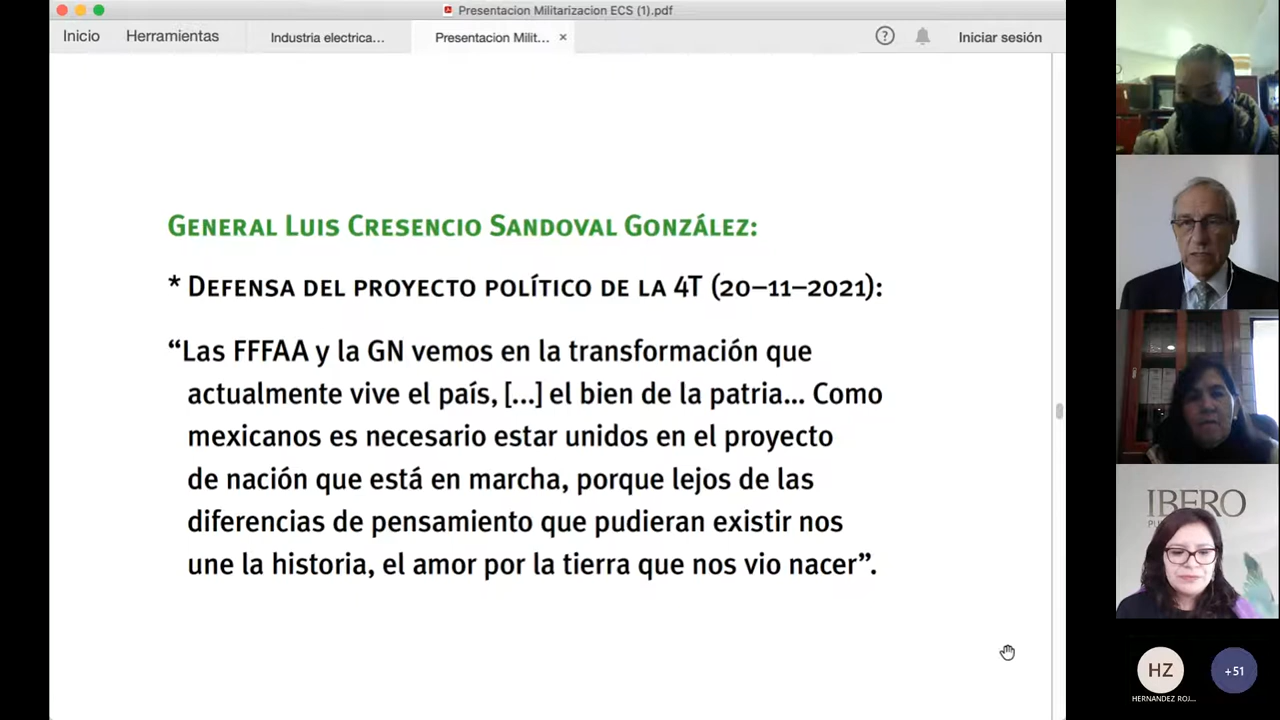 Presentacion Militarizacion ECS (1).pdf
Inicio
Herramientas
Industria electrica...
Presentacion Milit... ×
?
Iniciar sesión
General Luis Cresencio Sandoval González:
* Defensa del proyecto político de la 4T (20–11–2021):
“Las FFFAA y la GN vemos en la transformación que
actualmente vive el país, [...] el bien de la patria... Como
mexicanos es necesario estar unidos en el proyecto
de nación que está en marcha, porque lejos de las
diferencias de pensamiento que pudieran existir nos
une la historia, el amor por la tierra que nos vio nacer”.
IBERO
HZ
+51
HERNANDEZ ROJ...